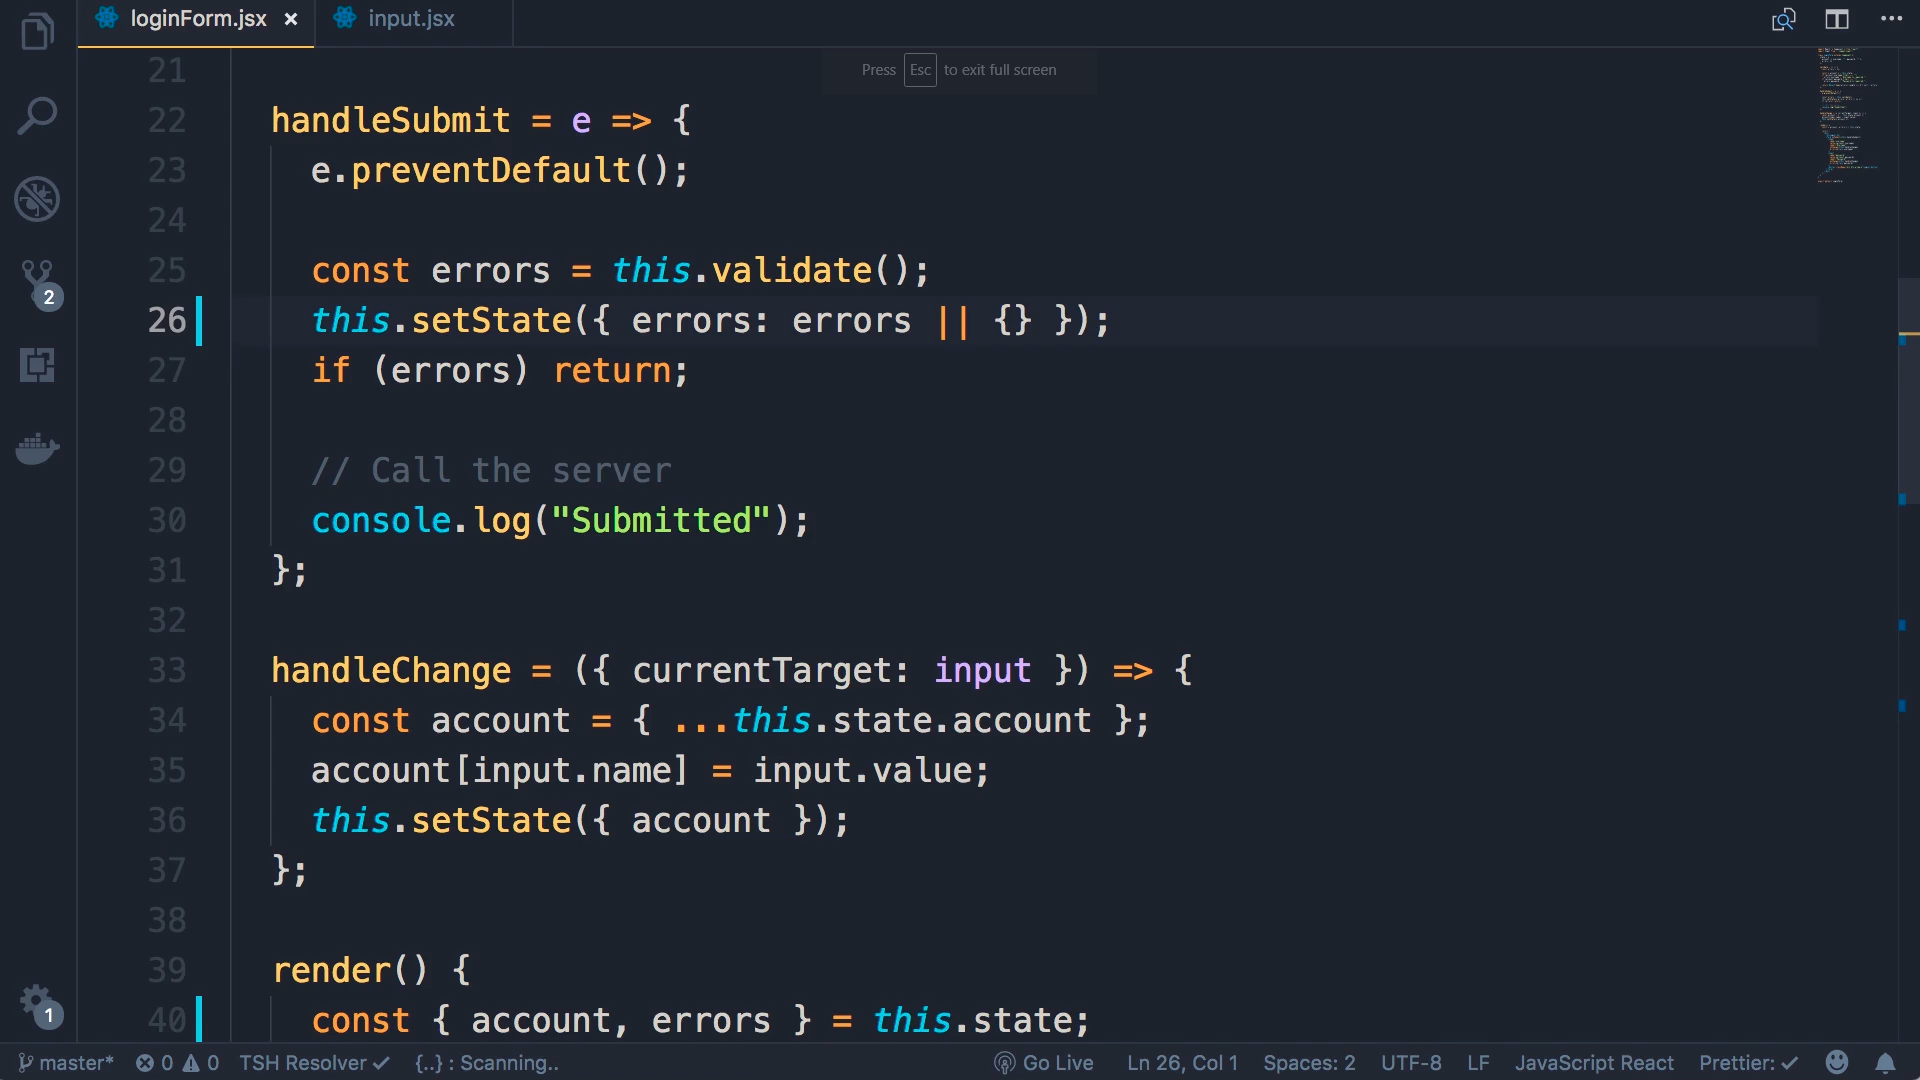 loginForm.jsx × input.jsx
Press Esc to exit full screen
21
22 handleSubmit = e => {
23 e.preventDefault();
24
25 const errors = this.validate();
26 this.setState({ errors: errors || {} });
27 if (errors) return;
28
29 // Call the server
30 console.log("Submitted");
31 };
32
33 handleChange = ({ currentTarget: input }) => {
34 const account = { ...this.state.account };
35 account[input.name] = input.value;
36 this.setState({ account });
37 };
38
39 render() {
40 const { account, errors } = this.state;
2
1
master* 0 0 TSH Resolver ✓ {..} : Scanning.. Go Live Ln 26, Col 1 Spaces: 2 UTF-8 LF JavaScript React Prettier: ✓